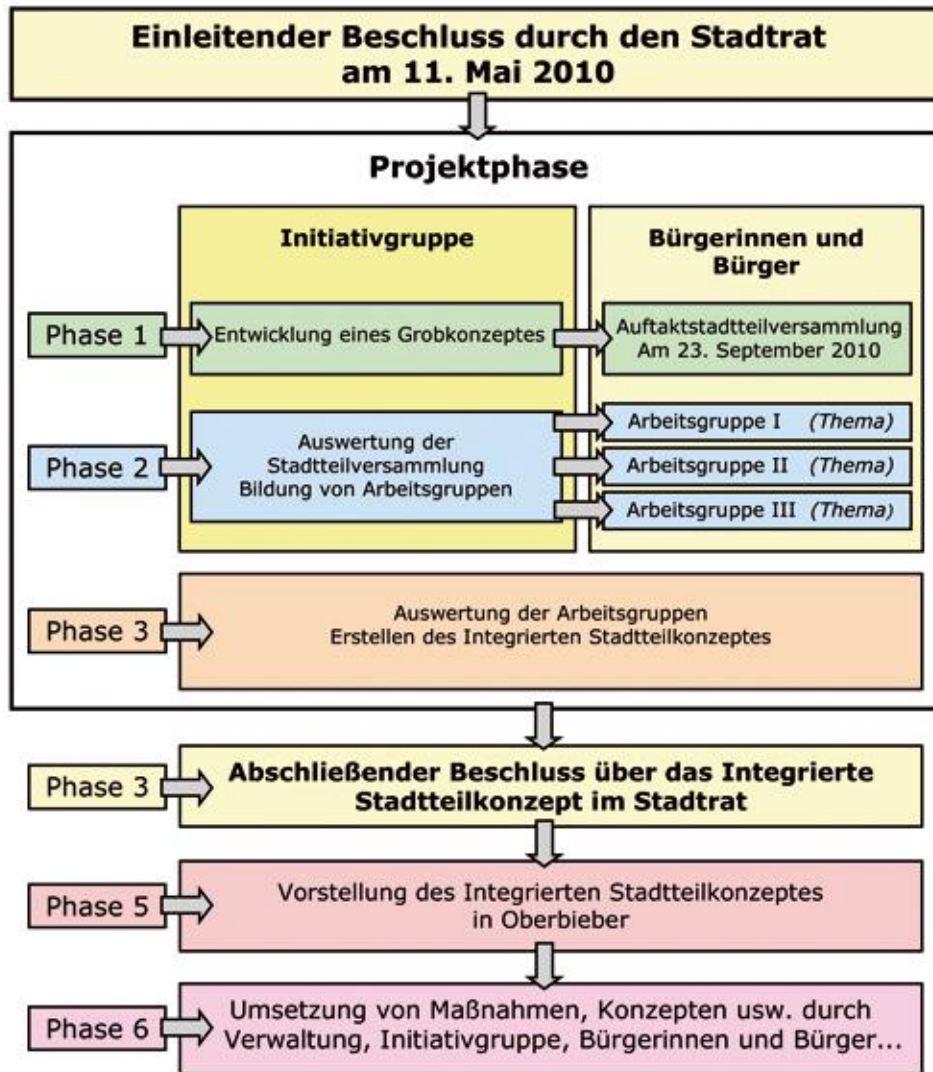 Einleitender Beschluss durch den Stadtrat
am 11. Mai 2010
Projektphase
Initiativgruppe
Bürgerinnen und
Bürger
Phase 1
Entwicklung eines Grobkonzeptes
Auftaktstadtteilversammlung
Am 23. September 2010
Phase 2
Auswertung der
Stadtteilversammlung
Bildung von Arbeitsgruppen
Arbeitsgruppe I (Thema)
Arbeitsgruppe II (Thema)
Arbeitsgruppe III (Thema)
Phase 3
Auswertung der Arbeitsgruppen
Erstellen des Integrierten Stadtteilkonzeptes
Phase 3
Abschließender Beschluss über das Integrierte
Stadtteilkonzept im Stadtrat
Phase 5
Vorstellung des Integrierten Stadtteilkonzeptes
in Oberbieber
Phase 6
Umsetzung von Maßnahmen, Konzepten usw. durch
Verwaltung, Initiativgruppe, Bürgerinnen und Bürger...